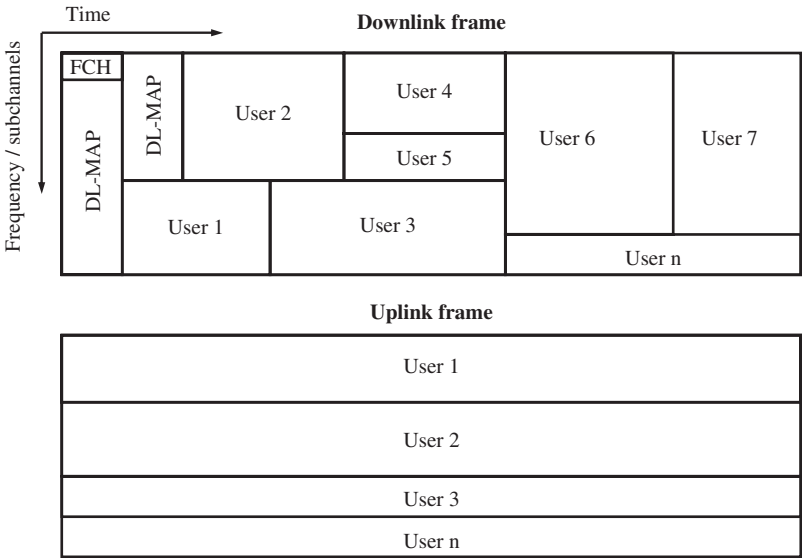 Time
Downlink frame
Frequency / subchannels
FCH
DL-MAP
DL-MAP
User 2
User 4
User 5
User 6
User 7
User 1
User 3
User n
Uplink frame
User 1
User 2
User 3
User n